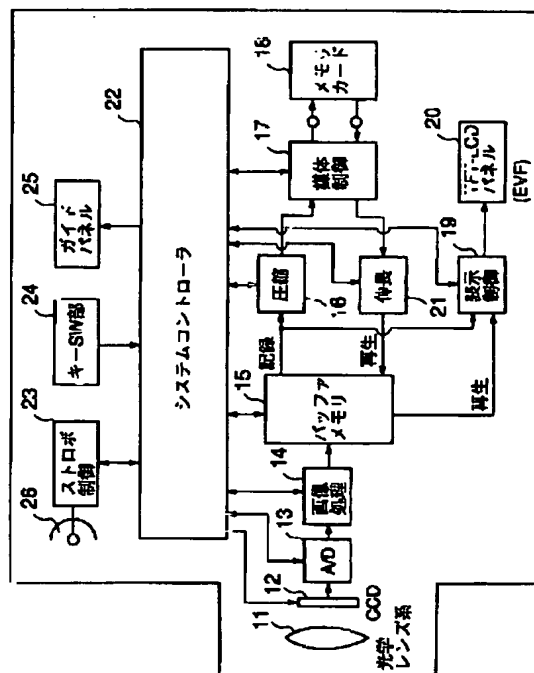 26
23
ストロボ
制御
24
キーSW部
25
ガイド
パネル
22
システムコントローラ
11
光学
レンズ系
12
CCD
13
A/D
14
画像
処理
15
バッファ
メモリ
記録
再生
再生
16
圧縮
21
伸長
17
媒体
制御
18
メモリ
カード
19
表示
制御
20
TFT-LCD
パネル
(EVF)